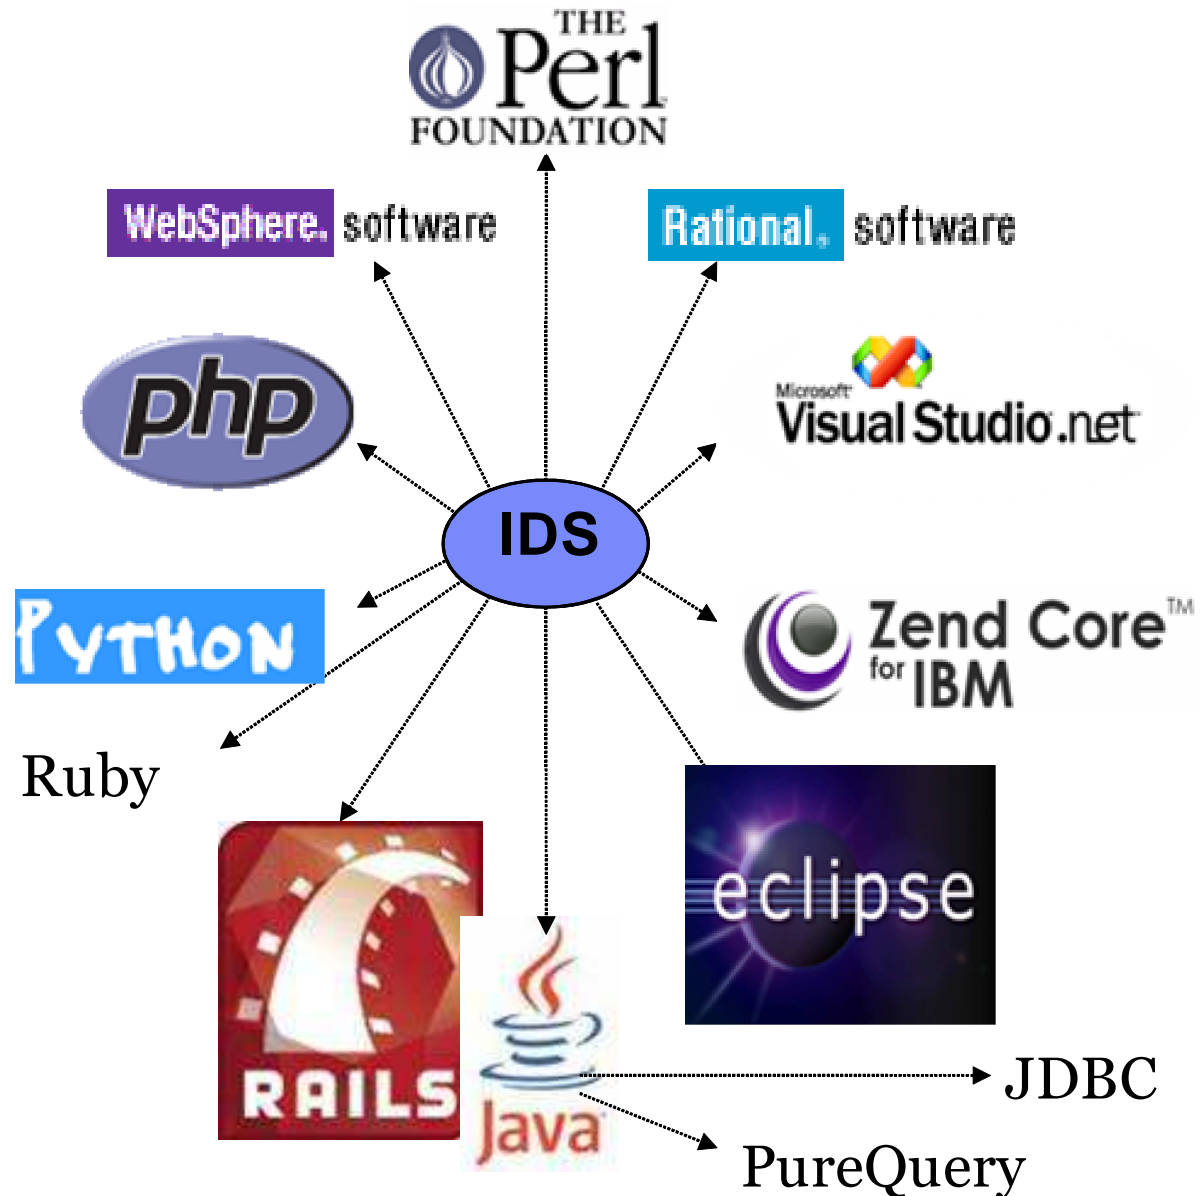 THE
Perl
FOUNDATION
WebSphere. software
Rational. software
php
Microsoft
Visual Studio .net
IDS
PYTHON
Zend Core™
for IBM
Ruby
eclipse
RAILS
Java
JDBC
PureQuery